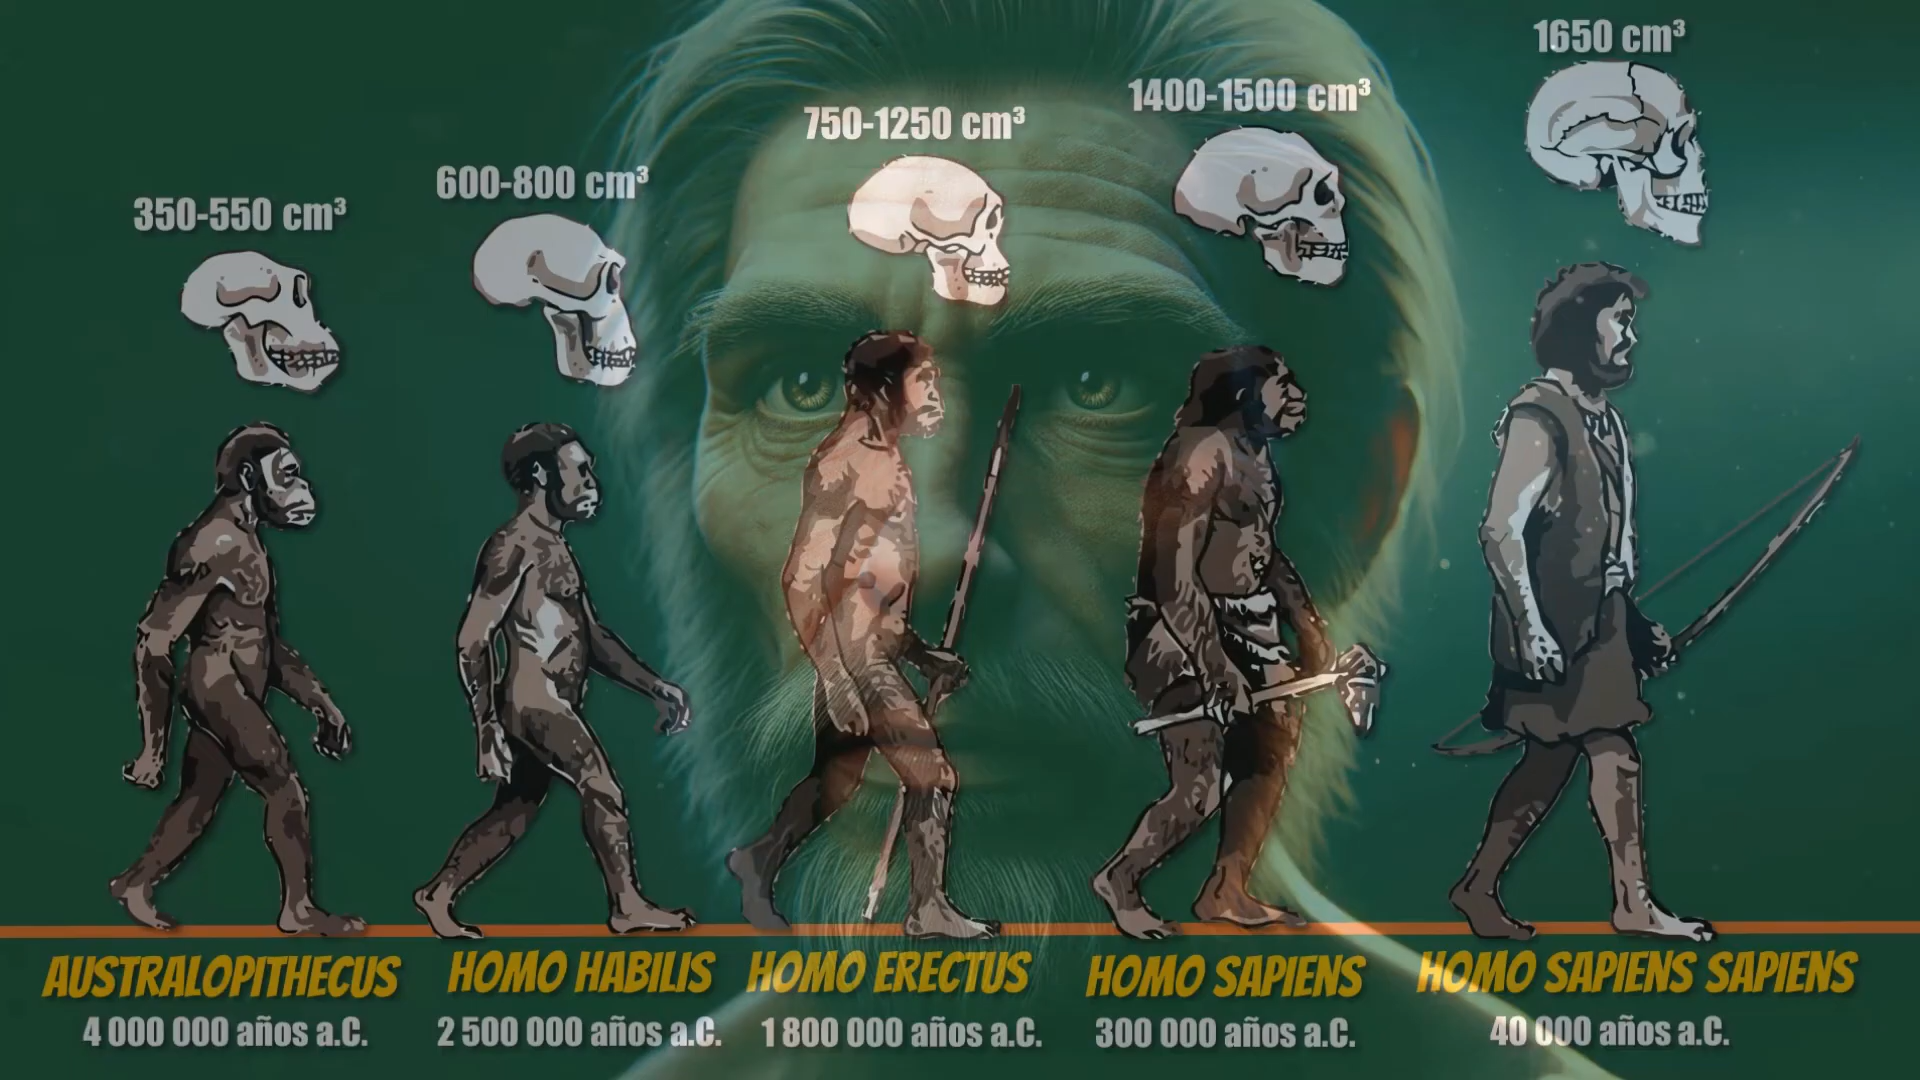 350-550 cm³
600-800 cm³
750-1250 cm³
1400-1500 cm³
1650 cm³
AUSTRALOPITHECUS
HOMO HABILIS
HOMO ERECTUS
HOMO SAPIENS
HOMO SAPIENS SAPIENS
4 000 000 años a.C.
2 500 000 años a.C.
1 800 000 años a.C.
300 000 años a.C.
40 000 años a.C.